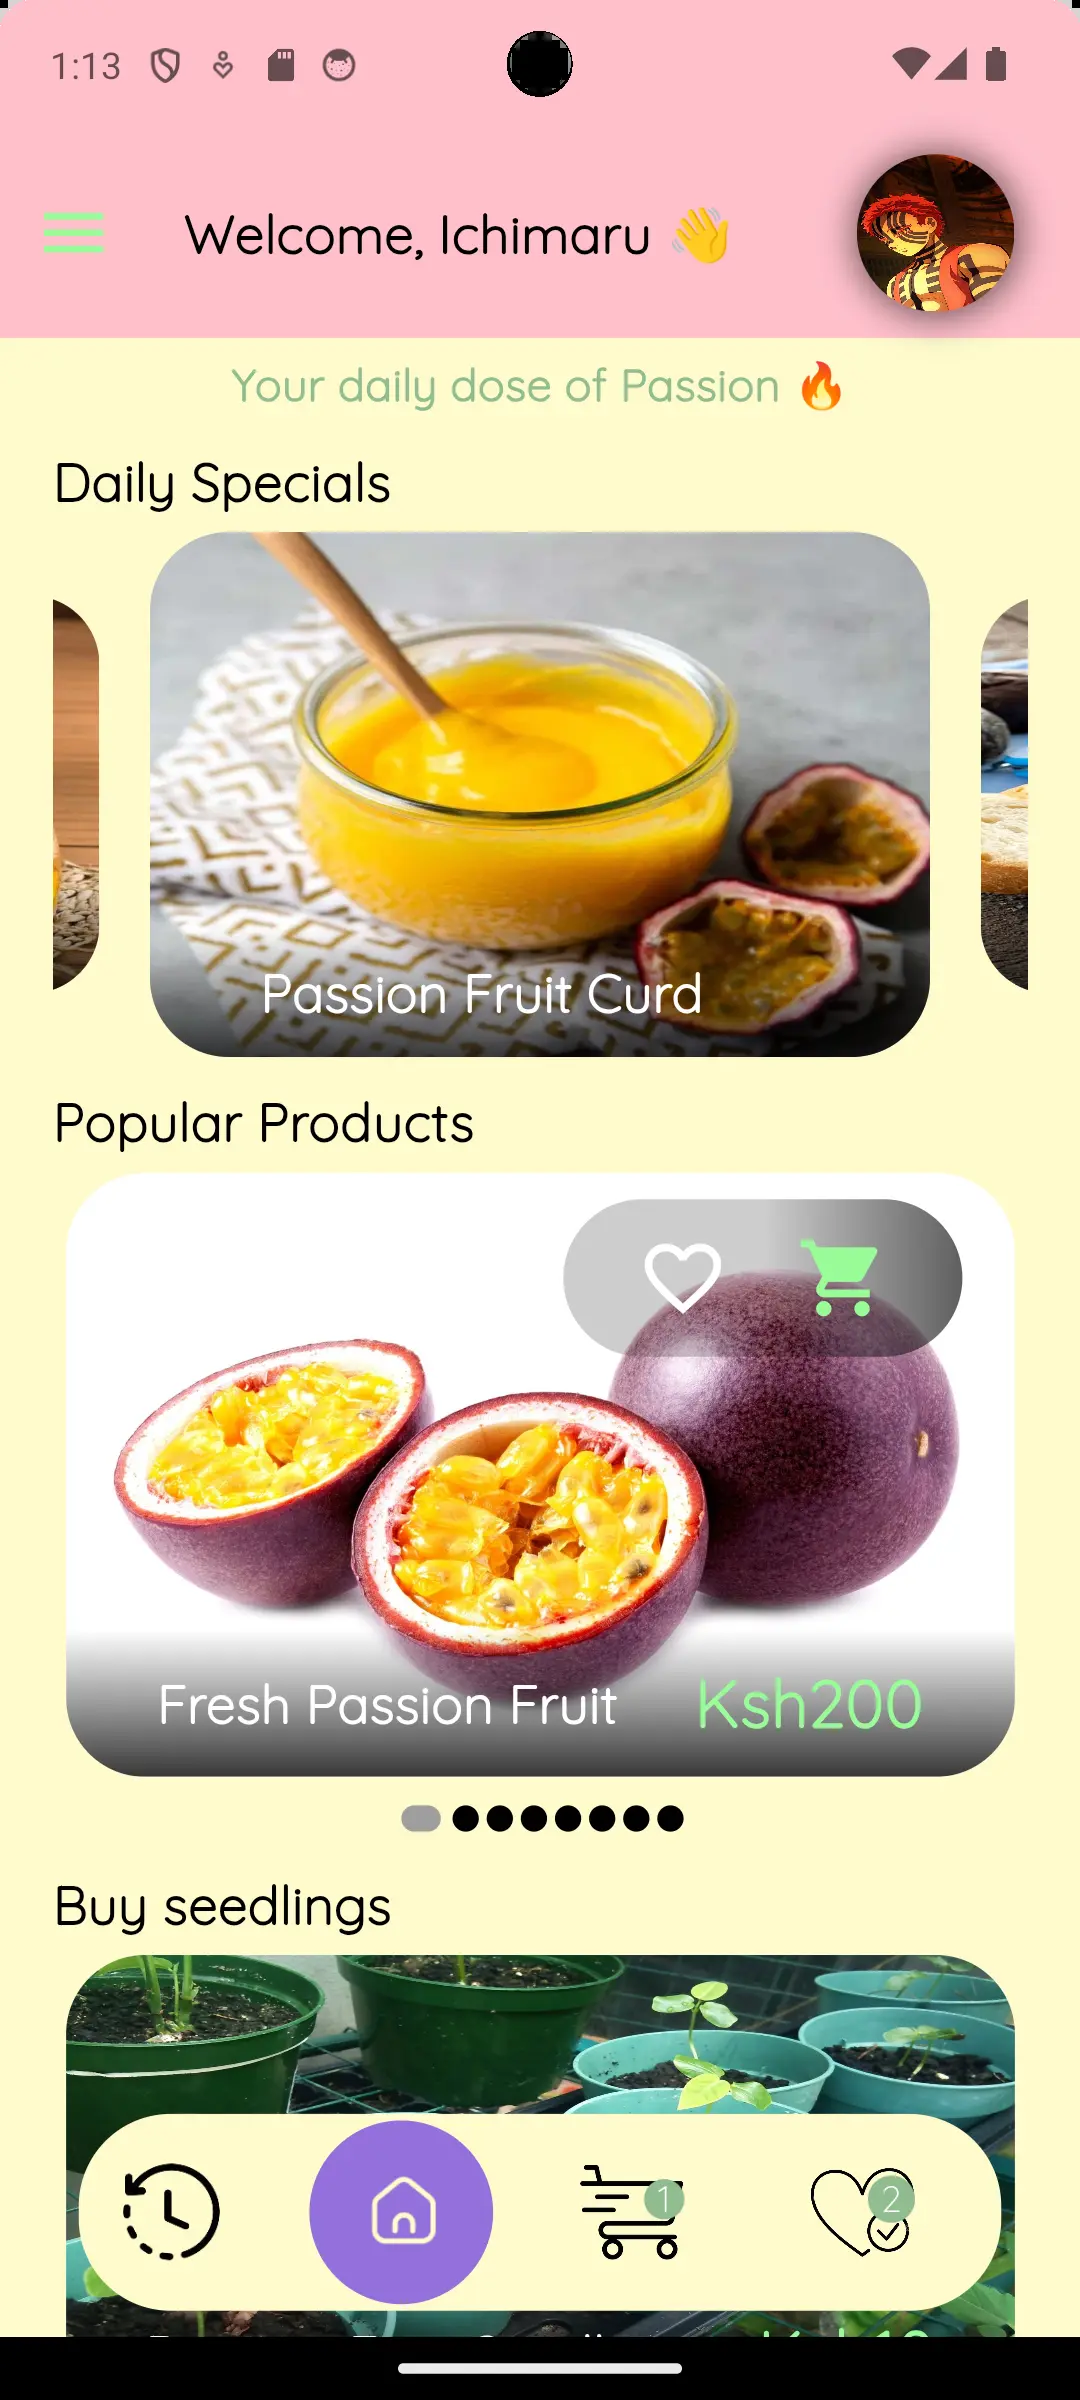 1:13
Welcome, Ichimaru 👋
Your daily dose of Passion 🔥
Daily Specials
Passion Fruit Curd
Popular Products
Fresh Passion Fruit
Ksh200
Buy seedlings
1
2